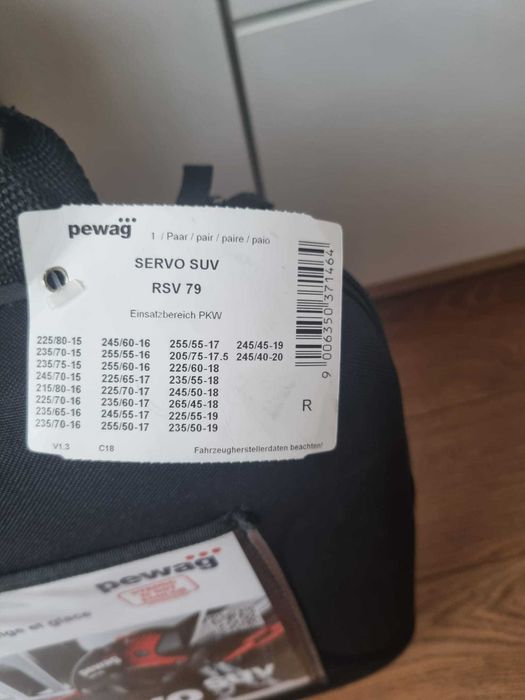 pewag
1 / Paar / pair / paire / paio
SERVO SUV
RSV 79
Einsatzbereich PKW
225/80-15 245/60-16 255/55-17 245/45-19
235/70-15 255/55-16 205/75-17.5 245/40-20
235/75-15 255/60-16 225/60-18
245/70-15 225/65-17 235/55-18
215/80-16 225/70-17 245/50-18
225/70-16 235/60-17 265/45-18
235/65-16 245/55-17 225/55-19
235/70-16 255/50-17 235/50-19
R
V1.3 C18 Fahrzeugherstellerdaten beachten!
9 006350 371464
pewag
ige et glace